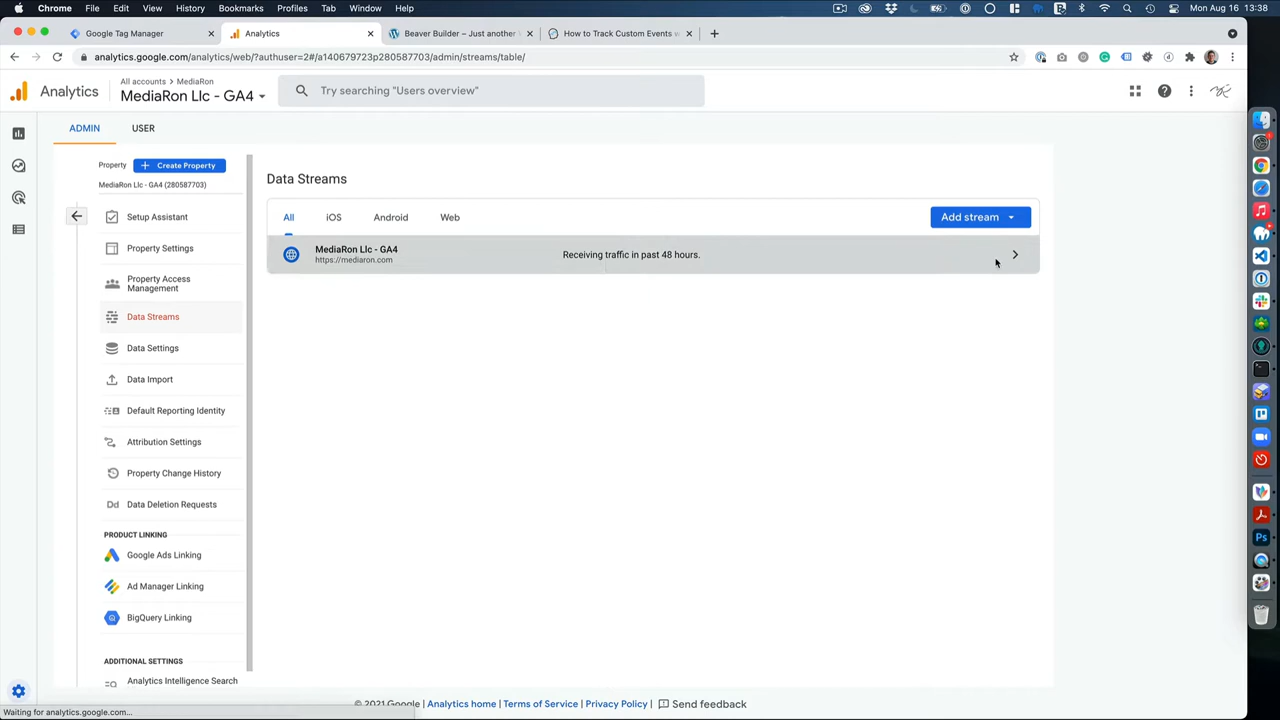 Chrome File Edit View History Bookmarks Profiles Tab Window Help
Mon Aug 16 13:38
Google Tag Manager
Analytics
Beaver Builder – Just another
How to Track Custom Events
analytics.google.com/analytics/web/?authuser=2#/a140679723p280587703/admin/streams/table/
Analytics
All accounts > MediaRon
MediaRon Llc - GA4
Try searching "Users overview"
ADMIN
USER
Property
Create Property
MediaRon Llc - GA4 (280587703)
Setup Assistant
Property Settings
Property Access
Management
Data Streams
Data Settings
Data Import
Default Reporting Identity
Attribution Settings
Property Change History
Dd Data Deletion Requests
PRODUCT LINKING
Google Ads Linking
Ad Manager Linking
BigQuery Linking
ADDITIONAL SETTINGS
Analytics Intelligence Search
Data Streams
All
iOS
Android
Web
Add stream
MediaRon Llc - GA4
https://mediaron.com
Receiving traffic in past 48 hours.
© 2021 Google | Analytics home | Terms of Service | Privacy Policy | Send feedback
Waiting for analytics.google.com...